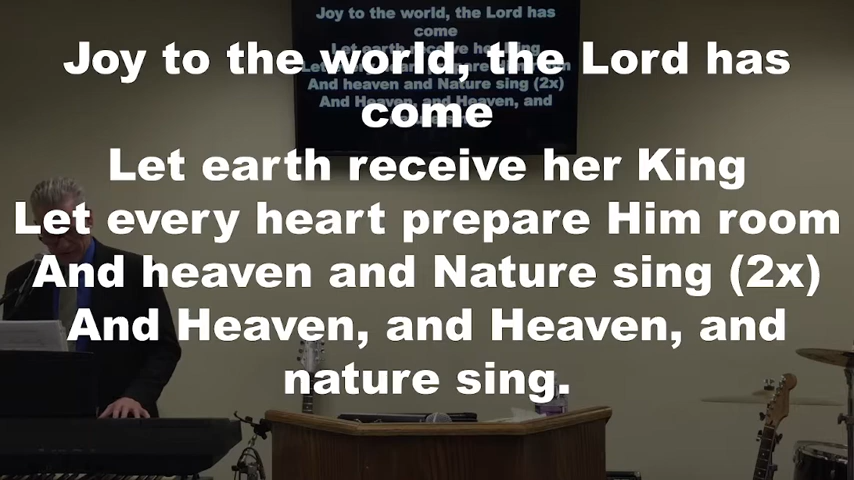 Joy to the world, the Lord has
come
Joy to the world, the Lord has
come
Let earth receive her King
Let every heart prepare Him room
And heaven and Nature sing (2x)
And Heaven, and Heaven, and
nature sing.
And heaven and Nature sing (2x)
And Heaven, and Heaven, and